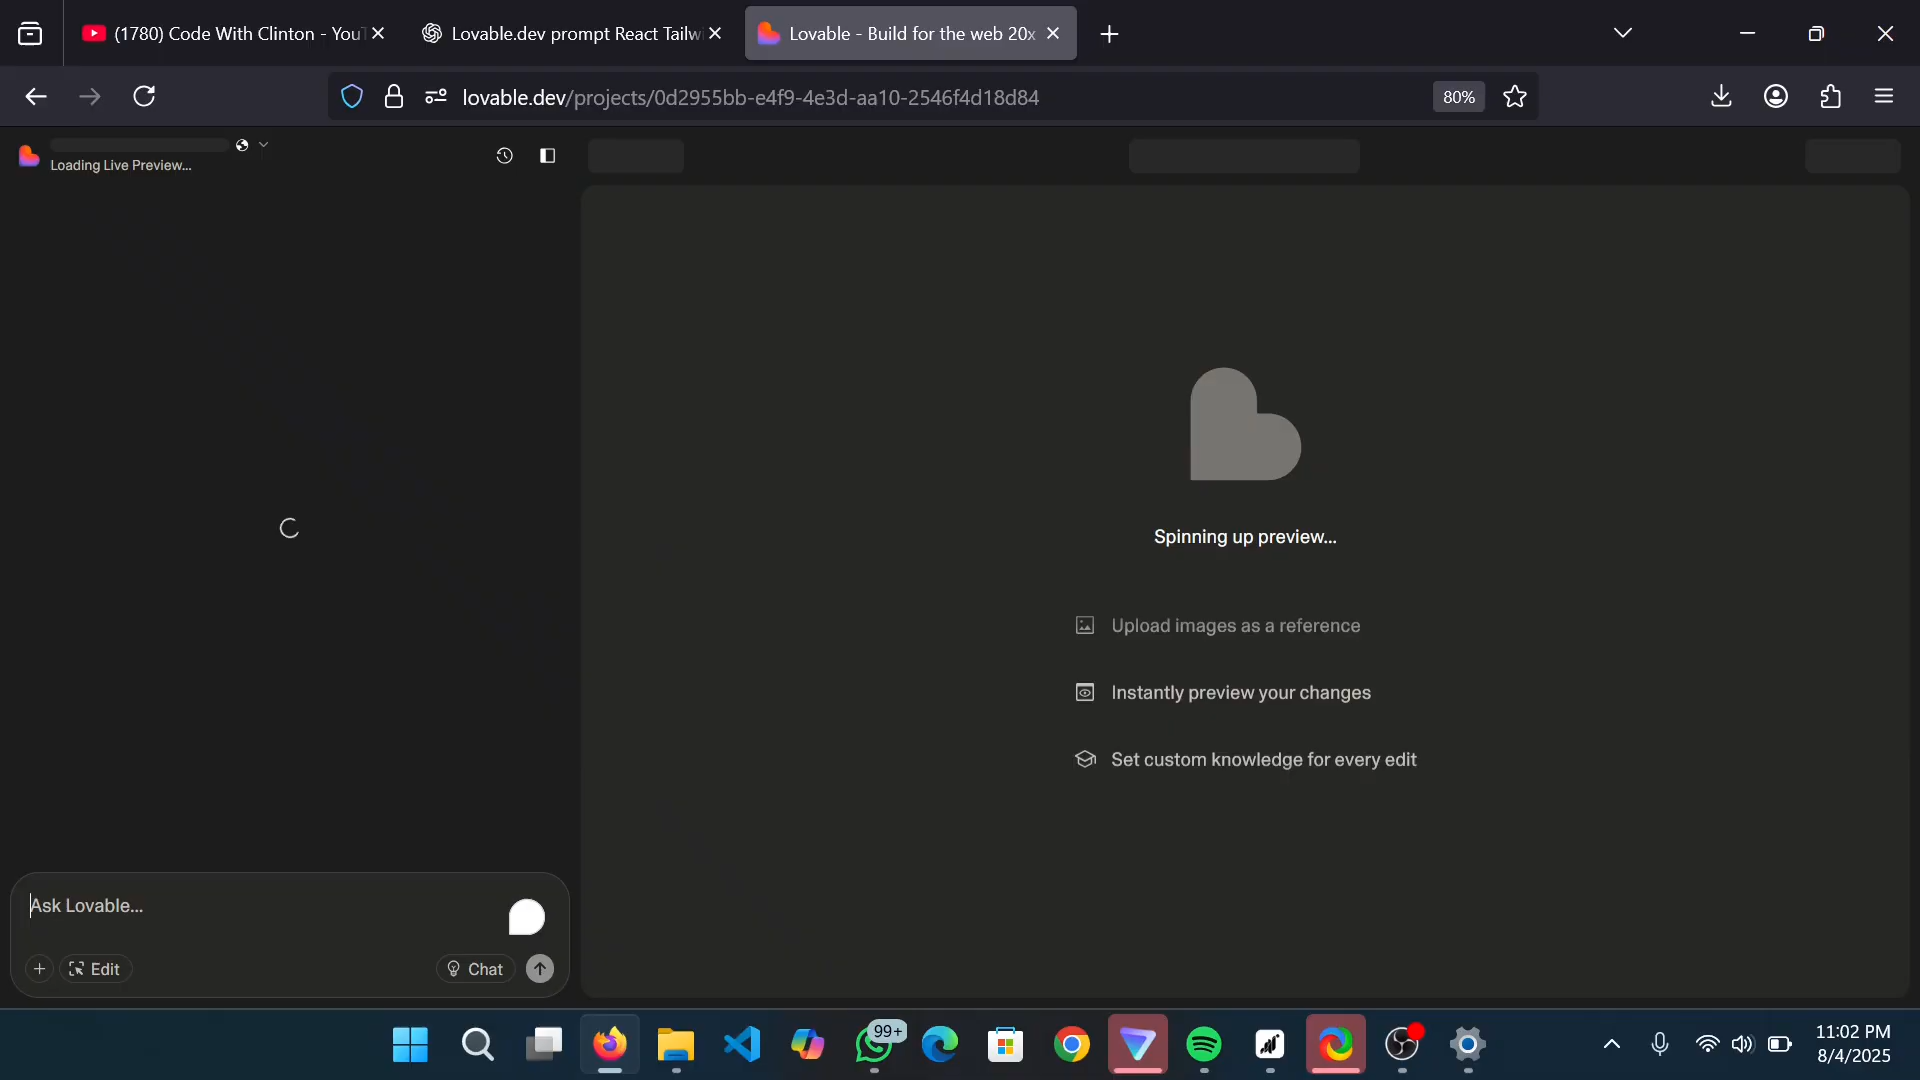 (1780) Code With Clinton - YouT
Lovable.dev prompt React Tailwi
Lovable - Build for the web 20x
lovable.dev/projects/0d2955bb-e4f9-4e3d-aa10-2546f4d18d84
80%
Loading Live Preview...
Spinning up preview...
Upload images as a reference
Instantly preview your changes
Set custom knowledge for every edit
Ask Lovable...
Edit
Chat
99+
11:02 PM
8/4/2025